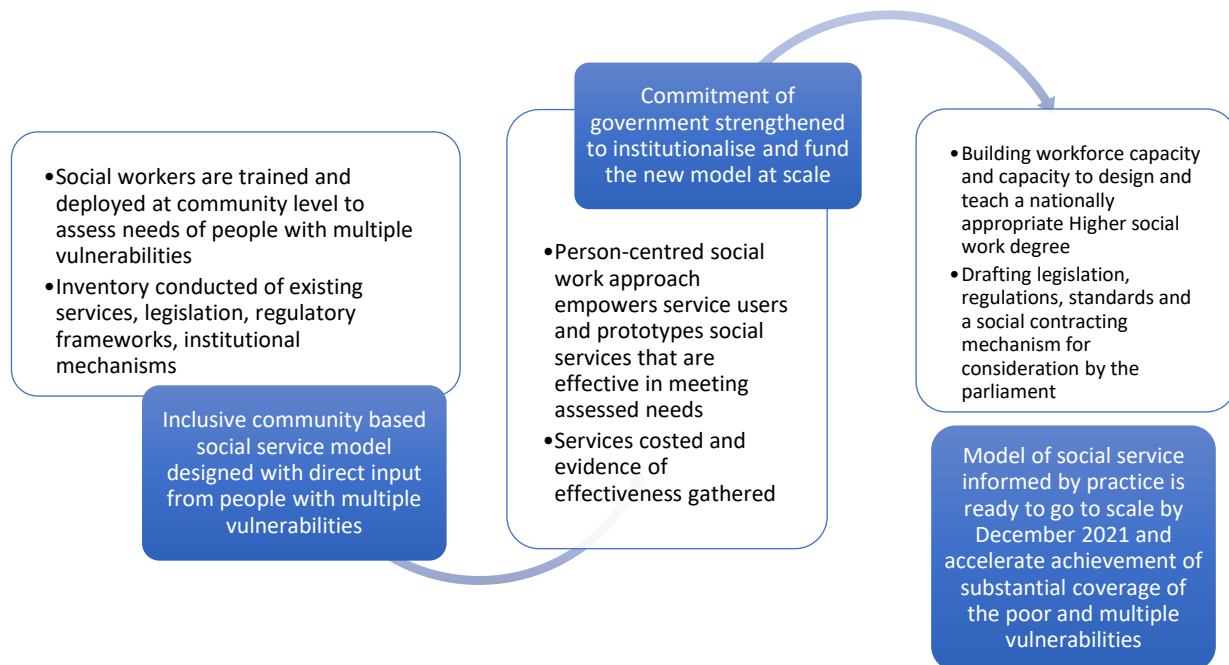 •Social workers are trained and
deployed at community level to
assess needs of people with multiple
vulnerabilities
•Inventory conducted of existing
services, legislation, regulatory
frameworks, institutional
mechanisms
Inclusive community based
social service model
designed with direct input
from people with multiple
vulnerabilities
Commitment of
government strengthened
to institutionalise and fund
the new model at scale
•Person-centred social
work approach
empowers service users
and prototypes social
services that are
effective in meeting
assessed needs
•Services costed and
evidence of
effectiveness gathered
•Building workforce capacity
and capacity to design and
teach a nationally
appropriate Higher social
work degree
•Drafting legislation,
regulations, standards and
a social contracting
mechanism for
consideration by the
parliament
Model of social service
informed by practice is
ready to go to scale by
December 2021 and
accelerate achievement of
substantial coverage of
the poor and multiple
vulnerabilities